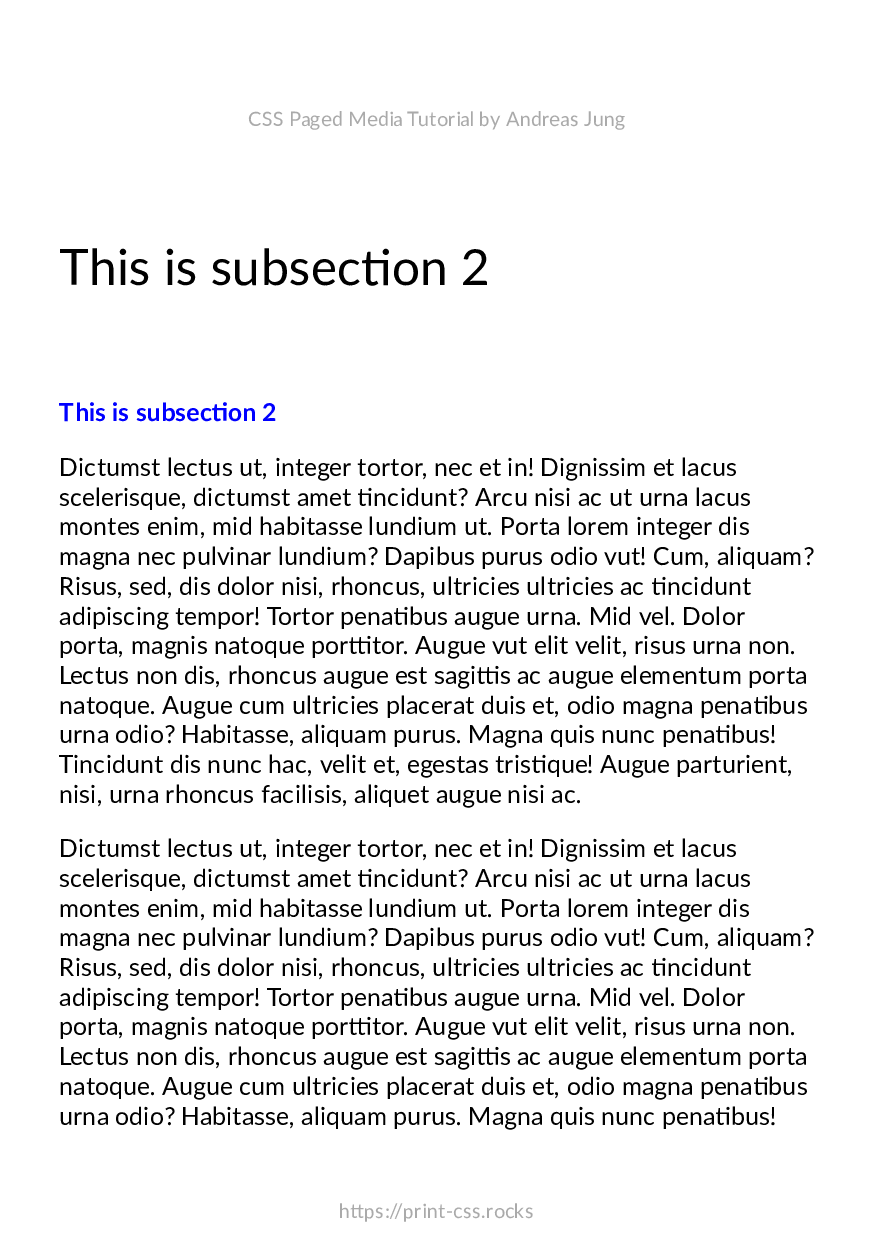 CSS Paged Media Tutorial by Andreas Jung
This is subsection 2
This is subsection 2
Dictumst lectus ut, integer tortor, nec et in! Dignissim et lacus
scelerisque, dictumst amet tincidunt? Arcu nisi ac ut urna lacus
montes enim, mid habitasse lundium ut. Porta lorem integer dis
magna nec pulvinar lundium? Dapibus purus odio vut! Cum, aliquam?
Risus, sed, dis dolor nisi, rhoncus, ultricies ultricies ac tincidunt
adipiscing tempor! Tortor penatibus augue urna. Mid vel. Dolor
porta, magnis natoque porttitor. Augue vut elit velit, risus urna non.
Lectus non dis, rhoncus augue est sagittis ac augue elementum porta
natoque. Augue cum ultricies placerat duis et, odio magna penatibus
urna odio? Habitasse, aliquam purus. Magna quis nunc penatibus!
Tincidunt dis nunc hac, velit et, egestas tristique! Augue parturient,
nisi, urna rhoncus facilisis, aliquet augue nisi ac.
Dictumst lectus ut, integer tortor, nec et in! Dignissim et lacus
scelerisque, dictumst amet tincidunt? Arcu nisi ac ut urna lacus
montes enim, mid habitasse lundium ut. Porta lorem integer dis
magna nec pulvinar lundium? Dapibus purus odio vut! Cum, aliquam?
Risus, sed, dis dolor nisi, rhoncus, ultricies ultricies ac tincidunt
adipiscing tempor! Tortor penatibus augue urna. Mid vel. Dolor
porta, magnis natoque porttitor. Augue vut elit velit, risus urna non.
Lectus non dis, rhoncus augue est sagittis ac augue elementum porta
natoque. Augue cum ultricies placerat duis et, odio magna penatibus
urna odio? Habitasse, aliquam purus. Magna quis nunc penatibus!
https://print-css.rocks